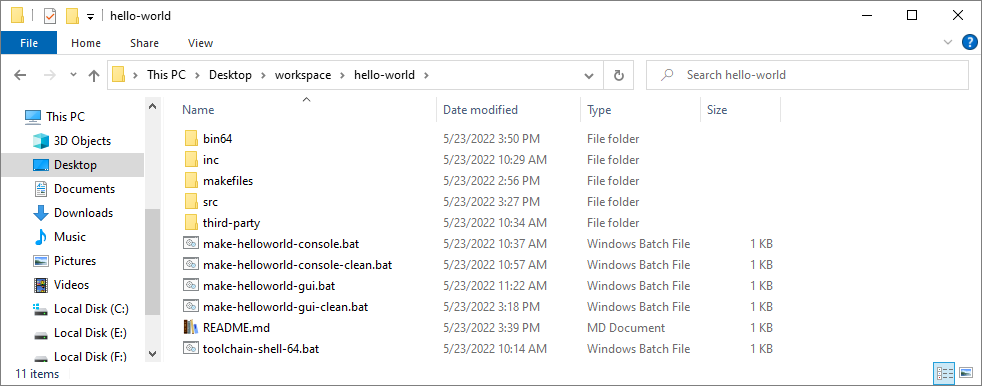 hello-world
File Home Share View
This PC Desktop workspace hello-world Search hello-world
This PC
3D Objects
Desktop
Documents
Downloads
Music
Pictures
Videos
Local Disk (C:)
Local Disk (E:)
Local Disk (F:)
Name Date modified Type Size
bin64 5/23/2022 3:50 PM File folder
inc 5/23/2022 10:29 AM File folder
makefiles 5/23/2022 2:56 PM File folder
src 5/23/2022 3:27 PM File folder
third-party 5/23/2022 10:34 AM File folder
make-helloworld-console.bat 5/23/2022 10:37 AM Windows Batch File 1 KB
make-helloworld-console-clean.bat 5/23/2022 10:57 AM Windows Batch File 1 KB
make-helloworld-gui.bat 5/23/2022 11:22 AM Windows Batch File 1 KB
make-helloworld-gui-clean.bat 5/23/2022 3:18 PM Windows Batch File 1 KB
README.md 5/23/2022 3:39 PM MD Document 1 KB
toolchain-shell-64.bat 5/23/2022 10:14 AM Windows Batch File 1 KB
11 items